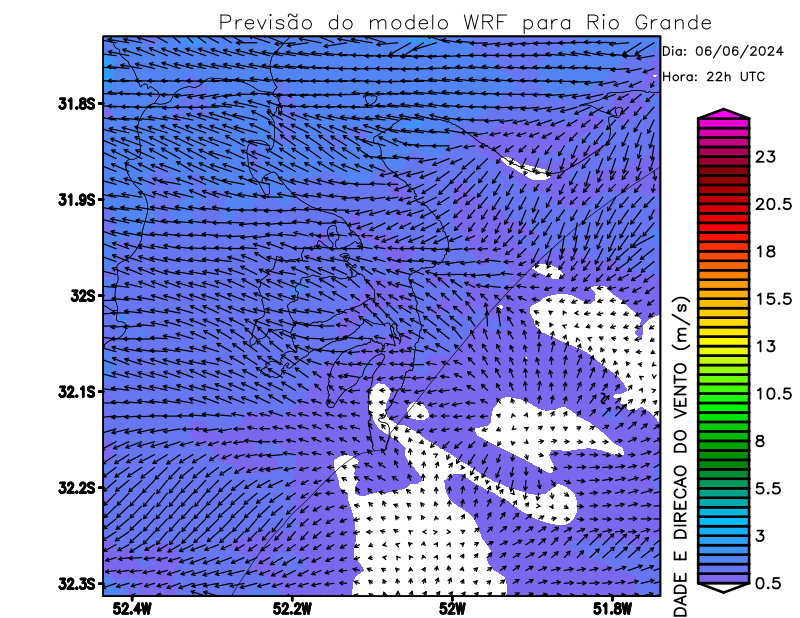 Previsão do modelo WRF para Rio Grande
Dia: 06/06/2024
Hora: 22h UTC
31.8S
31.9S
32S
32.1S
32.2S
32.3S
52.4W
52.2W
52W
51.8W
DADE E DIRECAO DO VENTO (m/s)
23
20.5
18
15.5
13
10.5
8
5.5
3
0.5